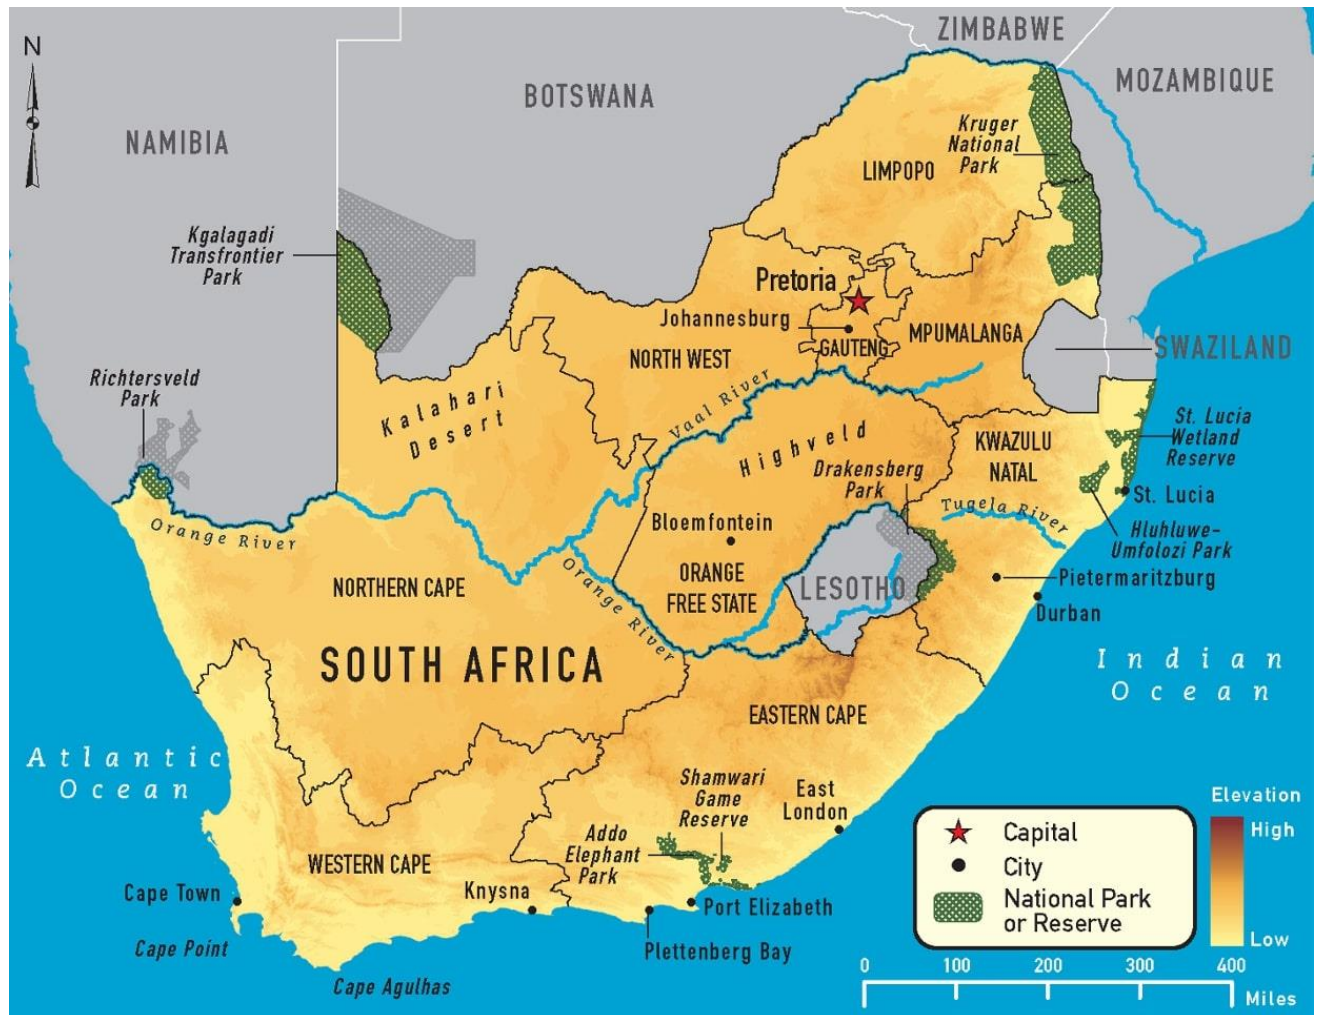 ZIMBABWE
N
BOTSWANA
MOZAMBIQUE
NAMIBIA
Kruger
National
Park
LIMPOPO
Kgalagadi
Transfrontier
Park
Pretoria
Johannesburg
GAUTENG
MPUMALANGA
NORTH WEST
SWAZILAND
Richtersveld
Park
Kalahari
Desert
Vaal River
Highveld
KWAZULU
NATAL
St. Lucia
Wetland
Reserve
Drakensberg
Park
St. Lucia
Tugela River
Hluhluwe-
Umfolozi Park
Orange River
Bloemfontein
Orange River
ORANGE
FREE STATE
LESOTHO
Pietermaritzburg
Durban
NORTHERN CAPE
SOUTH AFRICA
Indian
Ocean
EASTERN CAPE
Atlantic
Ocean
Shamwari
Game
Reserve
East
London
Addo
Elephant
Park
WESTERN CAPE
Cape Town
Knysna
Port Elizabeth
Cape Point
Plettenberg Bay
Cape Agulhas
Capital
City
National Park
or Reserve
Elevation
High
Low
0 100 200 300 400
Miles